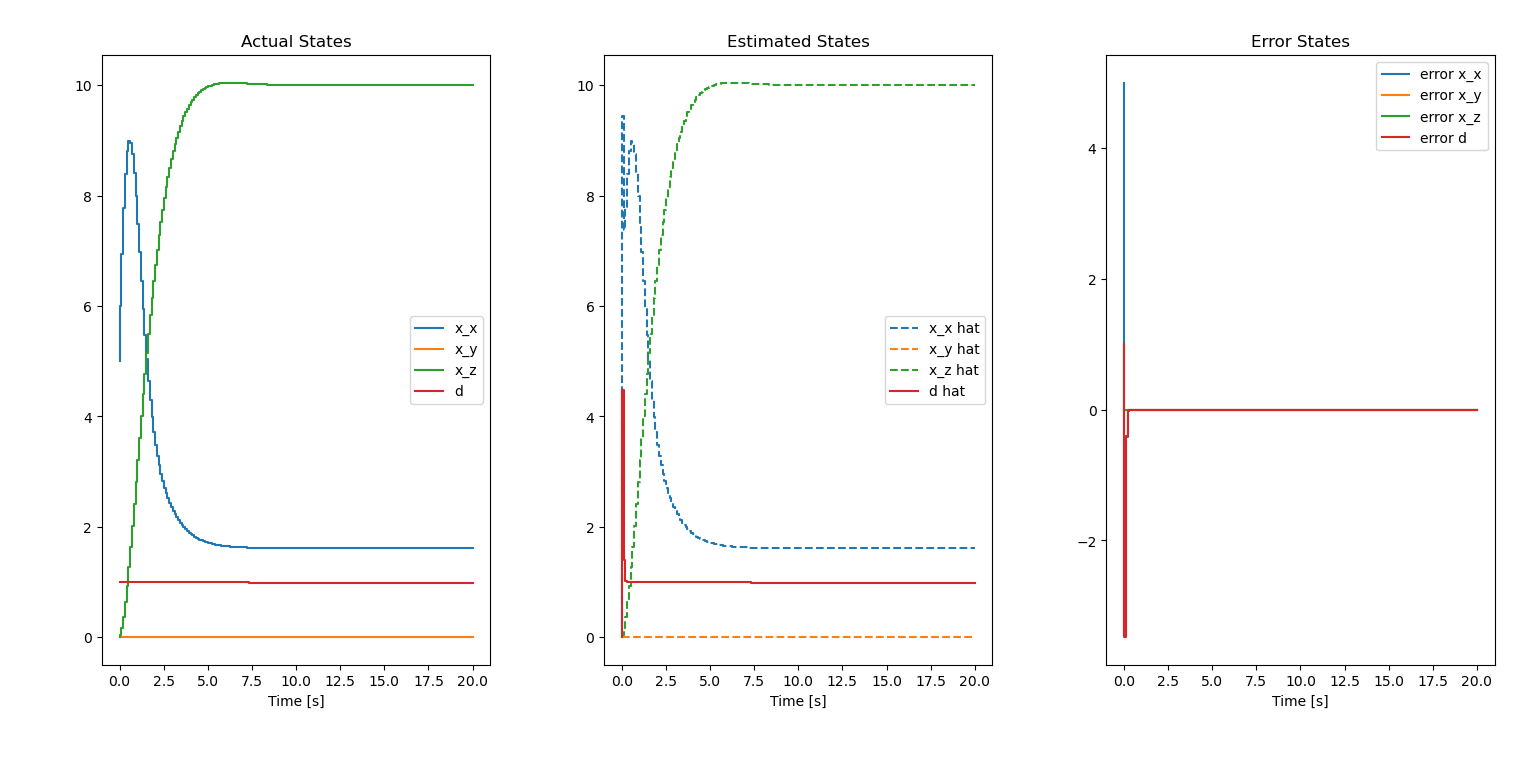 Actual States
10
8
6
4
2
0
x_x
x_y
x_z
d
0.0 2.5 5.0 7.5 10.0 12.5 15.0 17.5 20.0
Time [s]
Estimated States
10
8
6
4
2
0
x_x hat
x_y hat
x_z hat
d hat
0.0 2.5 5.0 7.5 10.0 12.5 15.0 17.5 20.0
Time [s]
Error States
4
2
0
−2
error x_x
error x_y
error x_z
error d
0.0 2.5 5.0 7.5 10.0 12.5 15.0 17.5 20.0
Time [s]